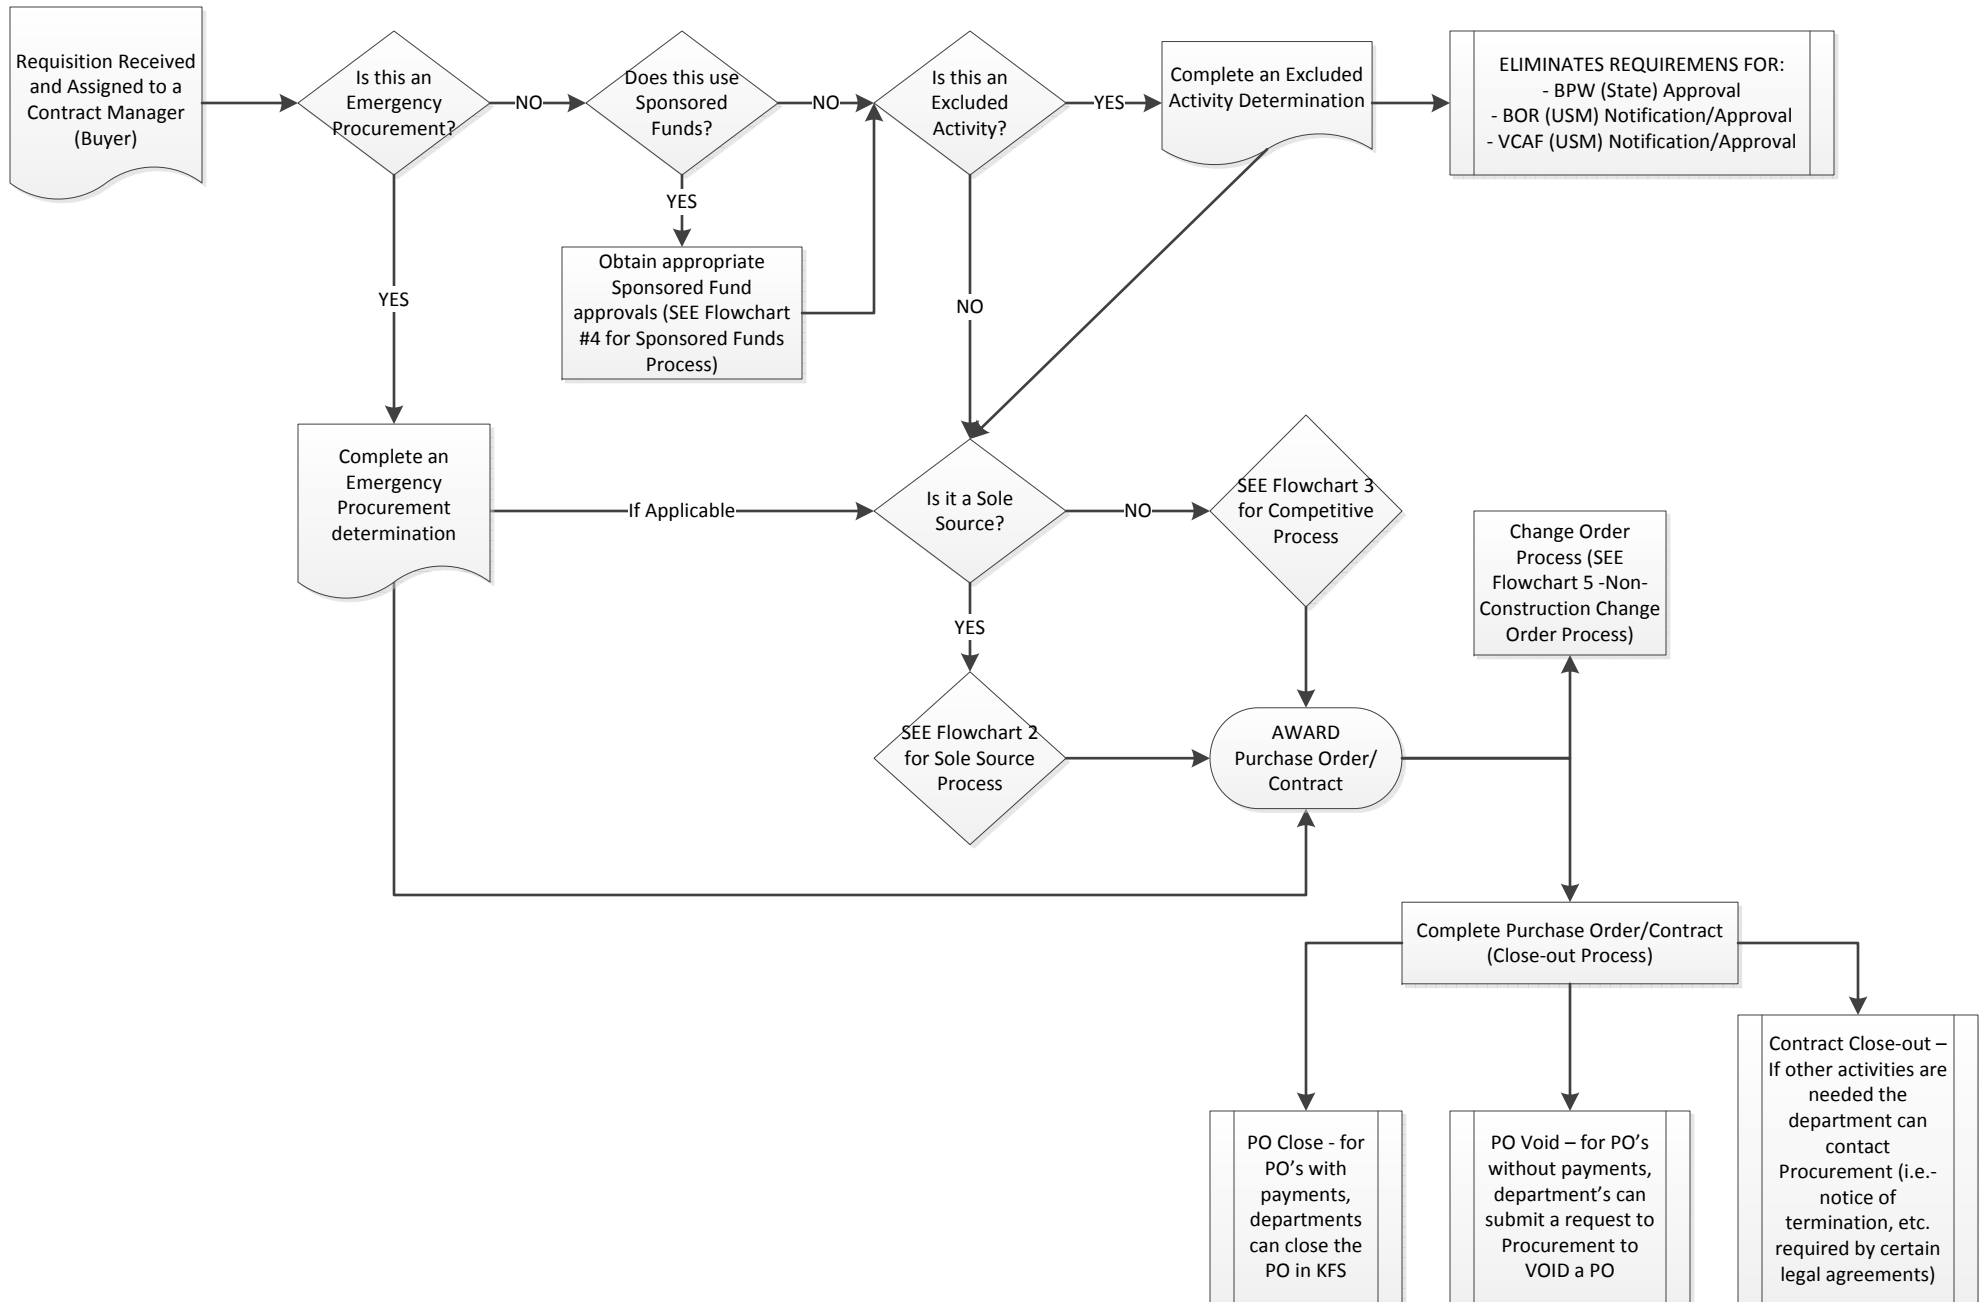 Requisition Received
and Assigned to a
Contract Manager
(Buyer)
Is this an
Emergency
Procurement?
NO
Does this use
Sponsored
Funds?
NO
Is this an
Excluded
Activity?
YES
Complete an Excluded
Activity Determination
ELIMINATES REQUIREMENS FOR:
- BPW (State) Approval
- BOR (USM) Notification/Approval
- VCAF (USM) Notification/Approval
YES
Obtain appropriate
Sponsored Fund
approvals (SEE Flowchart
#4 for Sponsored Funds
Process)
YES
NO
Complete an
Emergency
Procurement
determination
If Applicable
Is it a Sole
Source?
NO
SEE Flowchart 3
for Competitive
Process
Change Order
Process (SEE
Flowchart 5 -Non-
Construction Change
Order Process)
YES
SEE Flowchart 2
for Sole Source
Process
AWARD
Purchase Order/
Contract
Complete Purchase Order/Contract
(Close-out Process)
PO Close - for
PO’s with
payments,
departments
can close the
PO in KFS
PO Void – for PO’s
without payments,
department’s can
submit a request to
Procurement to
VOID a PO
Contract Close-out –
If other activities are
needed the
department can
contact
Procurement (i.e.-
notice of
termination, etc.
required by certain
legal agreements)